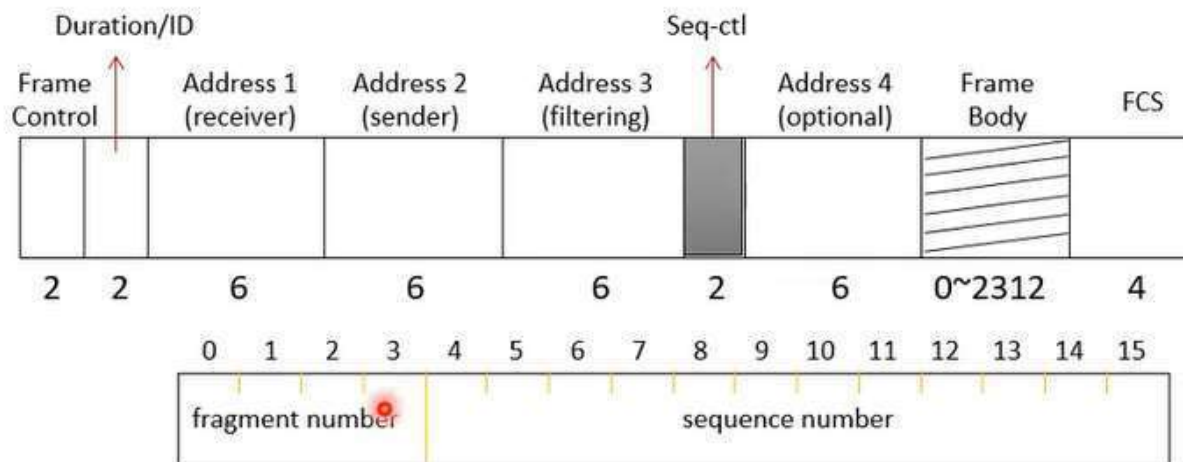 Duration/ID
Seq-ctl
Frame Control
Address 1 (receiver)
Address 2 (sender)
Address 3 (filtering)
Address 4 (optional)
Frame Body
FCS
2 2 6 6 6 2 6 0~2312 4
0 1 2 3 4 5 6 7 8 9 10 11 12 13 14 15
fragment number sequence number